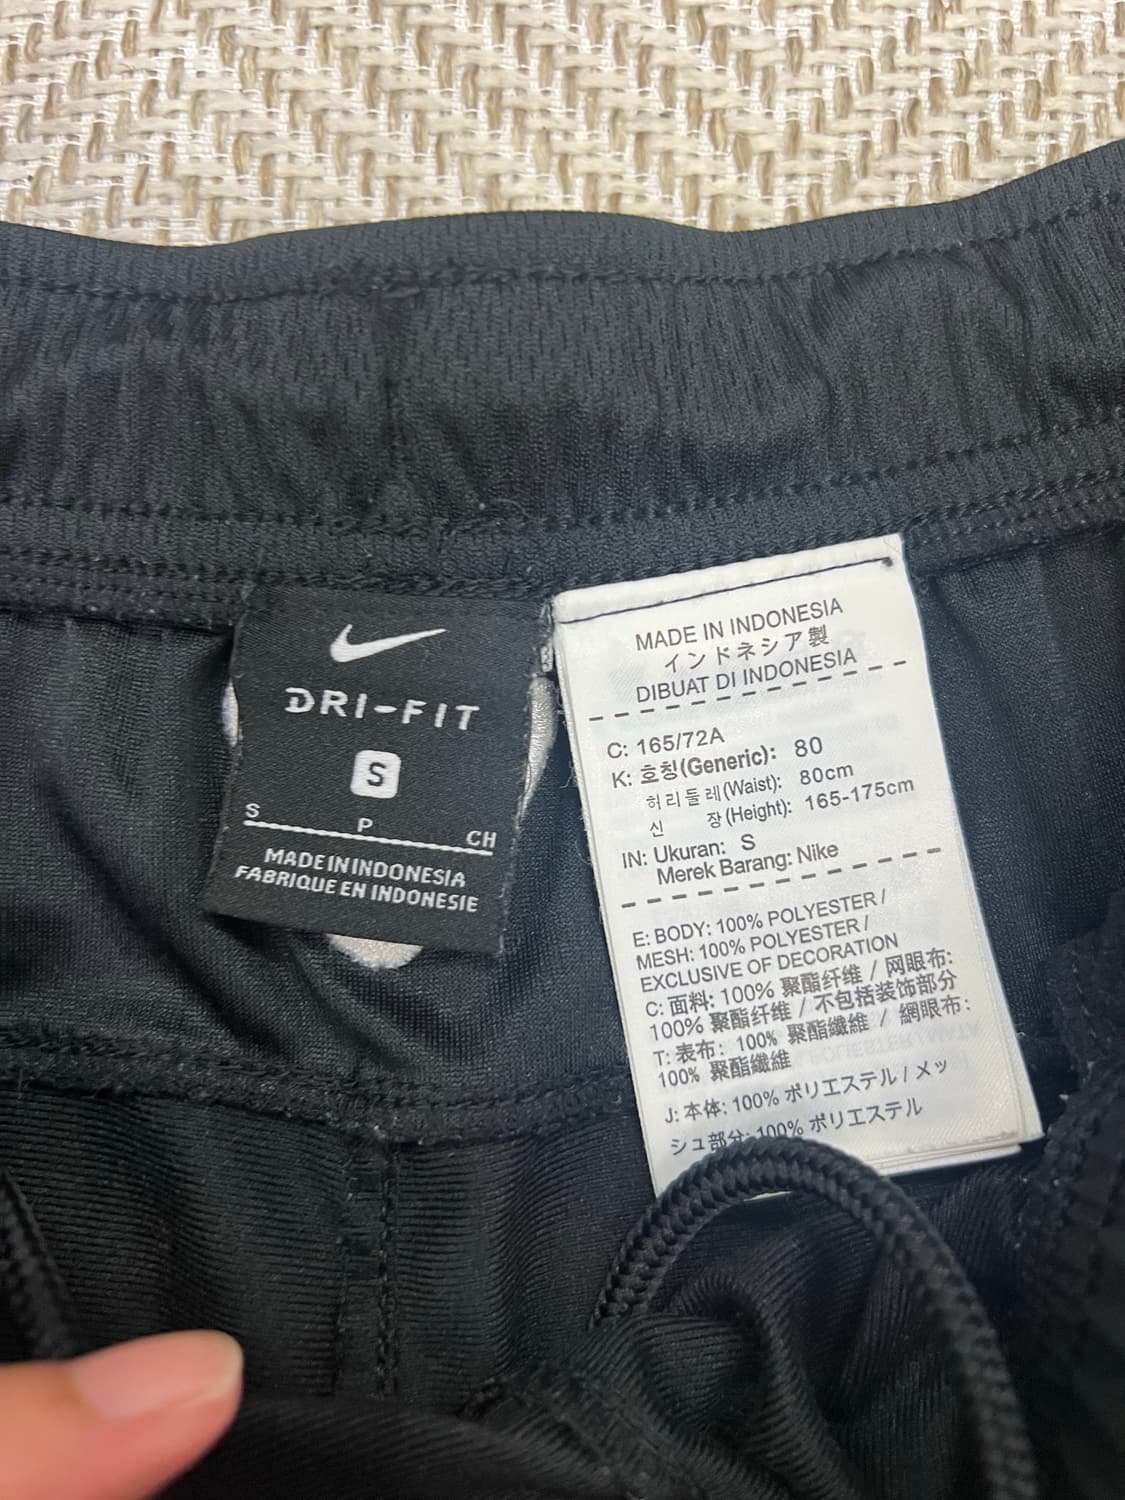 DRI-FIT
S
S P CH
MADE IN INDONESIA
FABRIQUE EN INDONESIE
MADE IN INDONESIA
インドネシア製
DIBUAT DI INDONESIA
C: 165/72A
K: 호칭(Generic): 80
허리둘레(Waist): 80cm
신 장(Height): 165-175cm
IN: Ukuran: S
Merek Barang: Nike
E: BODY: 100% POLYESTER /
MESH: 100% POLYESTER /
EXCLUSIVE OF DECORATION
C: 面料: 100% 聚酯纤维 / 网眼布:
100% 聚酯纤维 / 不包括装饰部分
T: 表布: 100% 聚酯纖維 / 網眼布:
100% 聚酯纖維
J: 本体: 100% ポリエステル / メッ
シュ部分: 100% ポリエステル